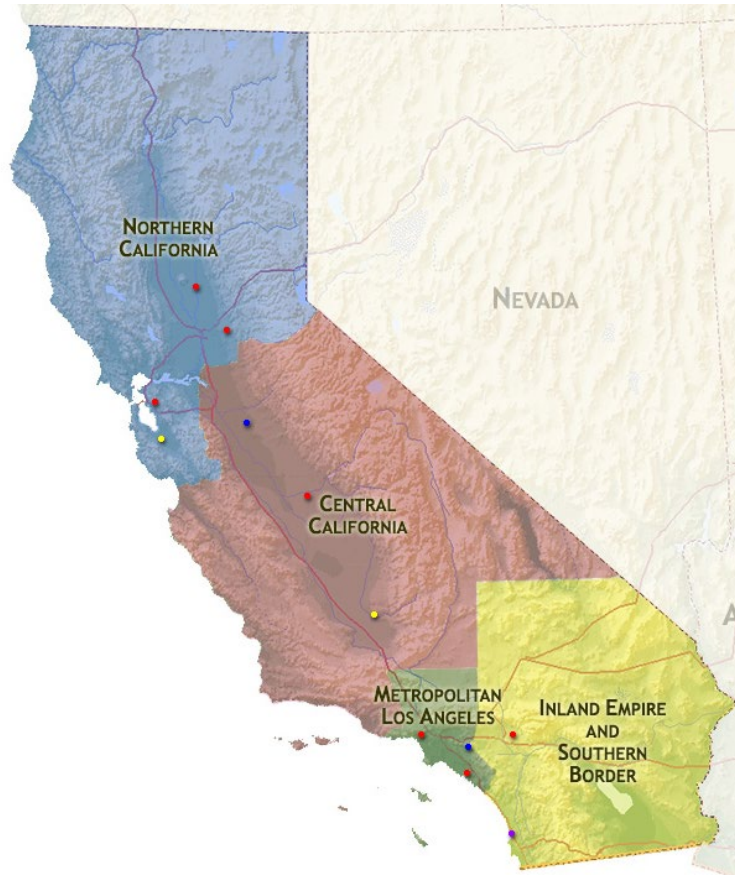 NORTHERN
CALIFORNIA
NEVADA
CENTRAL
CALIFORNIA
A
METROPOLITAN
LOS ANGELES
INLAND EMPIRE
AND
SOUTHERN
BORDER